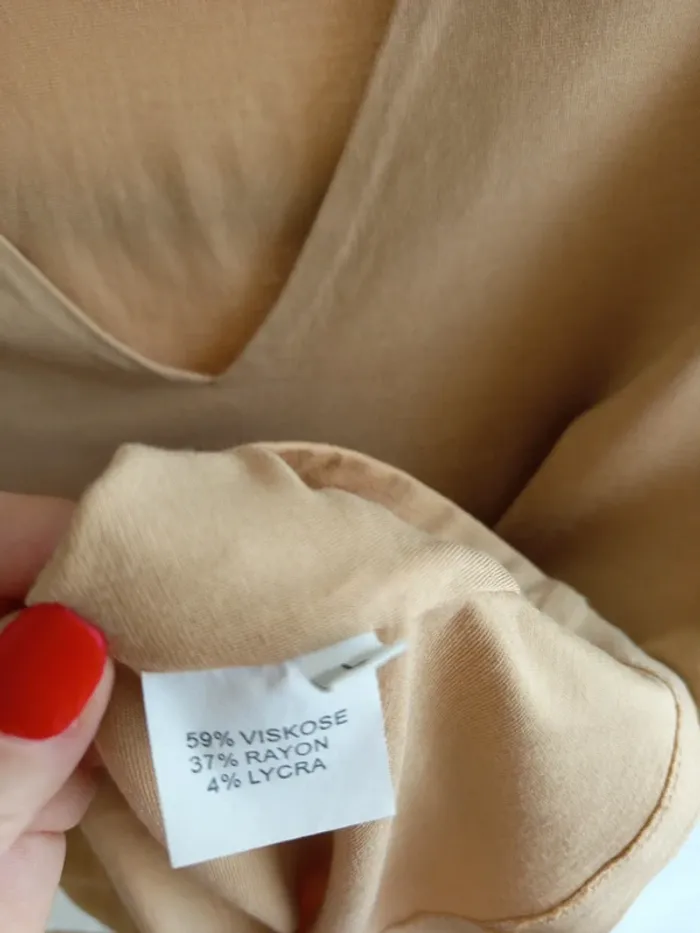 59% VISKOSE
37% RAYON
4% LYCRA